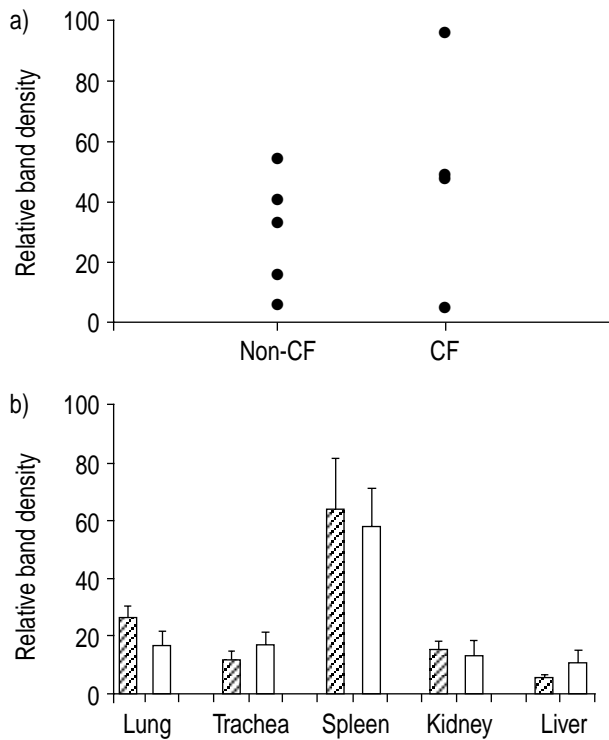 a)
100
80
60
40
20
0
Relative band density
Non-CF CF
b)
100
80
60
40
20
0
Relative band density
Lung Trachea Spleen Kidney Liver